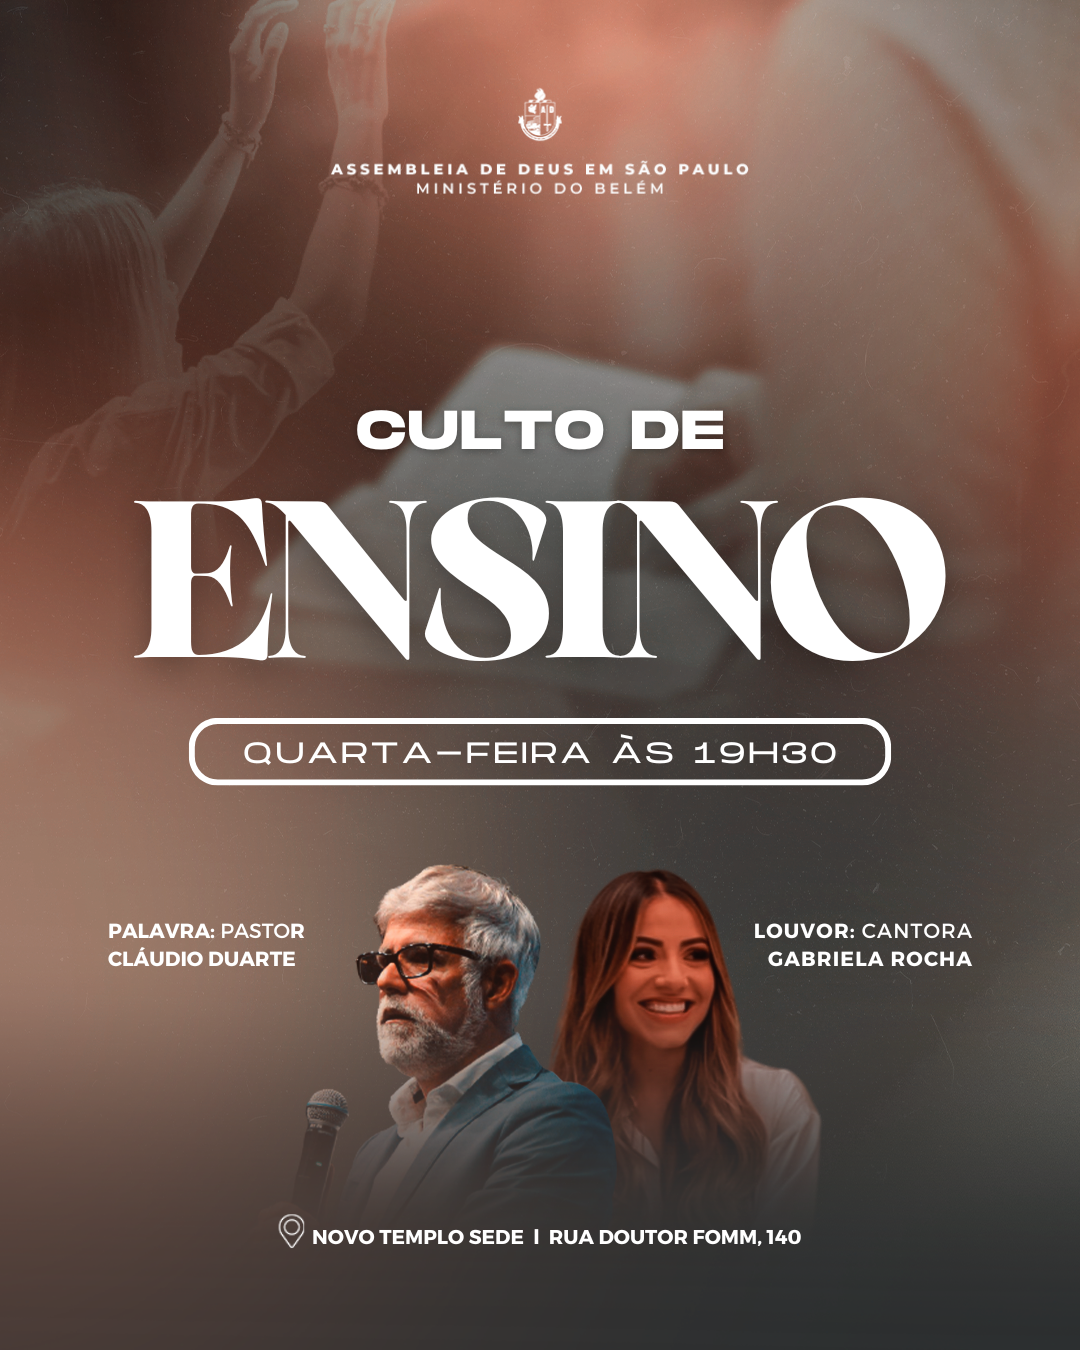 ASSEMBLEIA DE DEUS EM SÃO PAULO
MINISTÉRIO DO BELÉM
CULTO DE
ENSINO
QUARTA-FEIRA ÀS 19H30
PALAVRA: PASTOR
CLÁUDIO DUARTE
LOUVOR: CANTORA
GABRIELA ROCHA
NOVO TEMPLO SEDE | RUA DOUTOR FOMM, 140